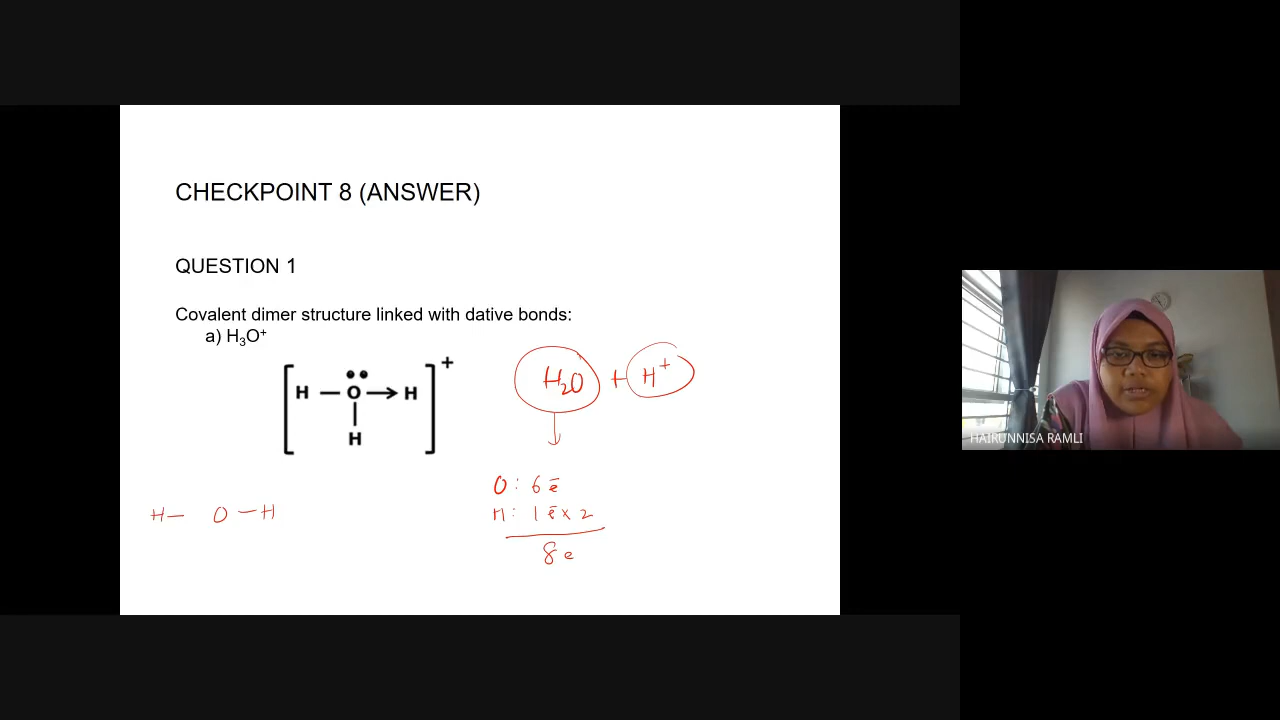 CHECKPOINT 8 (ANSWER)
QUESTION 1
Covalent dimer structure linked with dative bonds:
a) H₃O⁺
[H — O → H]⁺
H
H₂O + H⁺
O : 6 ē
H : 1 ē x 2
8 e
H— O —H
HAIRUNNISA RAMLI